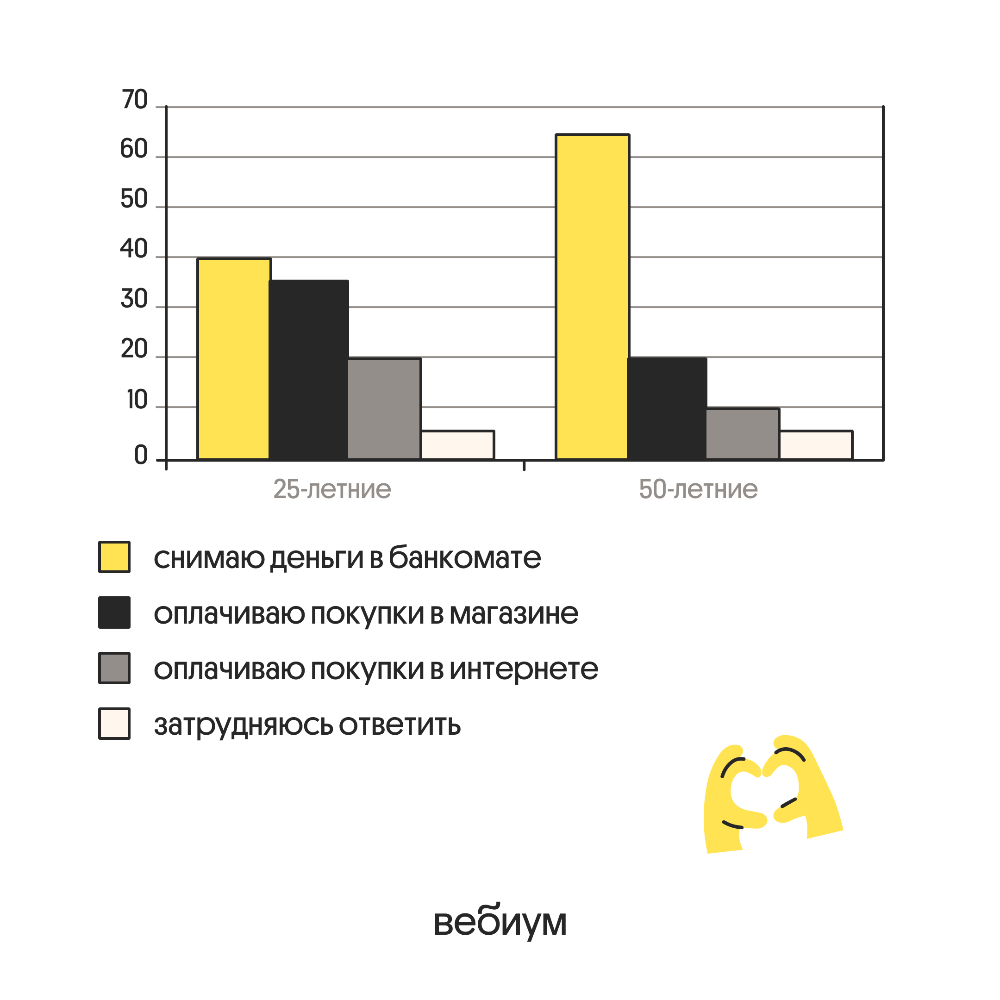 70
60
50
40
30
20
10
0
25-летние
50-летние
снимаю деньги в банкомате
оплачиваю покупки в магазине
оплачиваю покупки в интернете
затрудняюсь ответить
вебиум